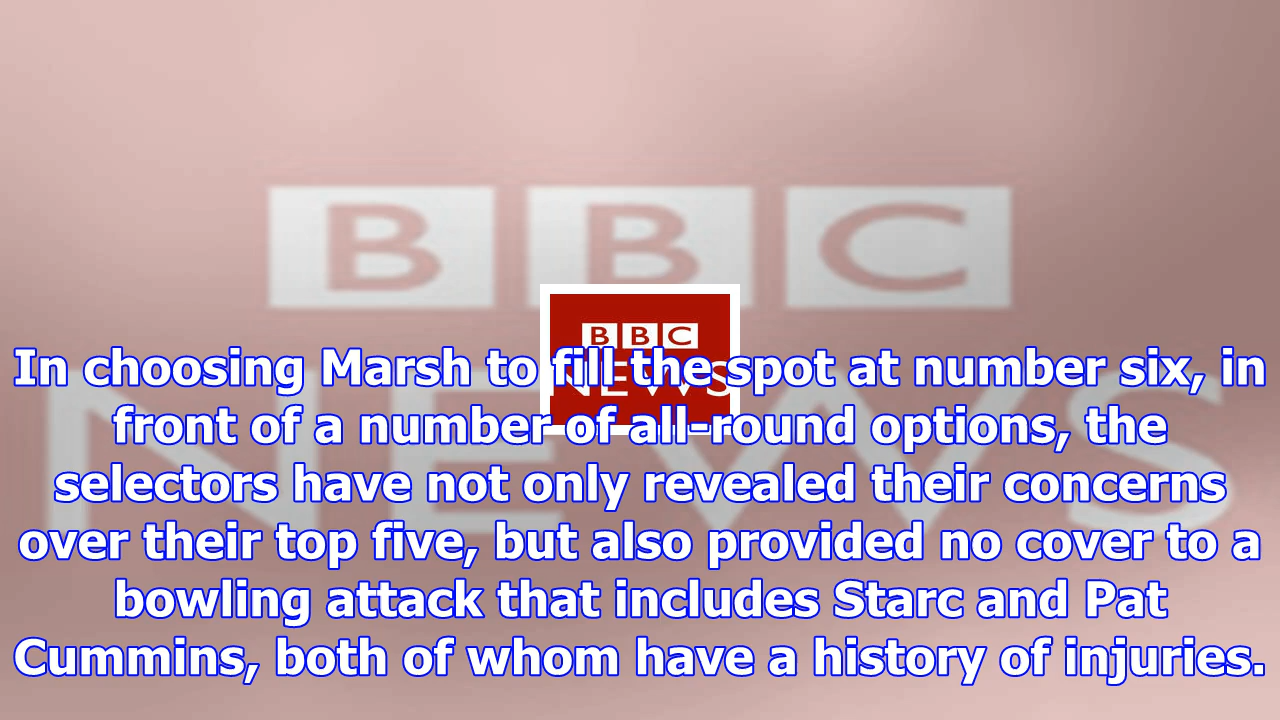 BBC
BBC
NEWS
In choosing Marsh to fill the spot at number six, in
front of a number of all-round options, the
selectors have not only revealed their concerns
over their top five, but also provided no cover to a
bowling attack that includes Starc and Pat
Cummins, both of whom have a history of injuries.
NEWS